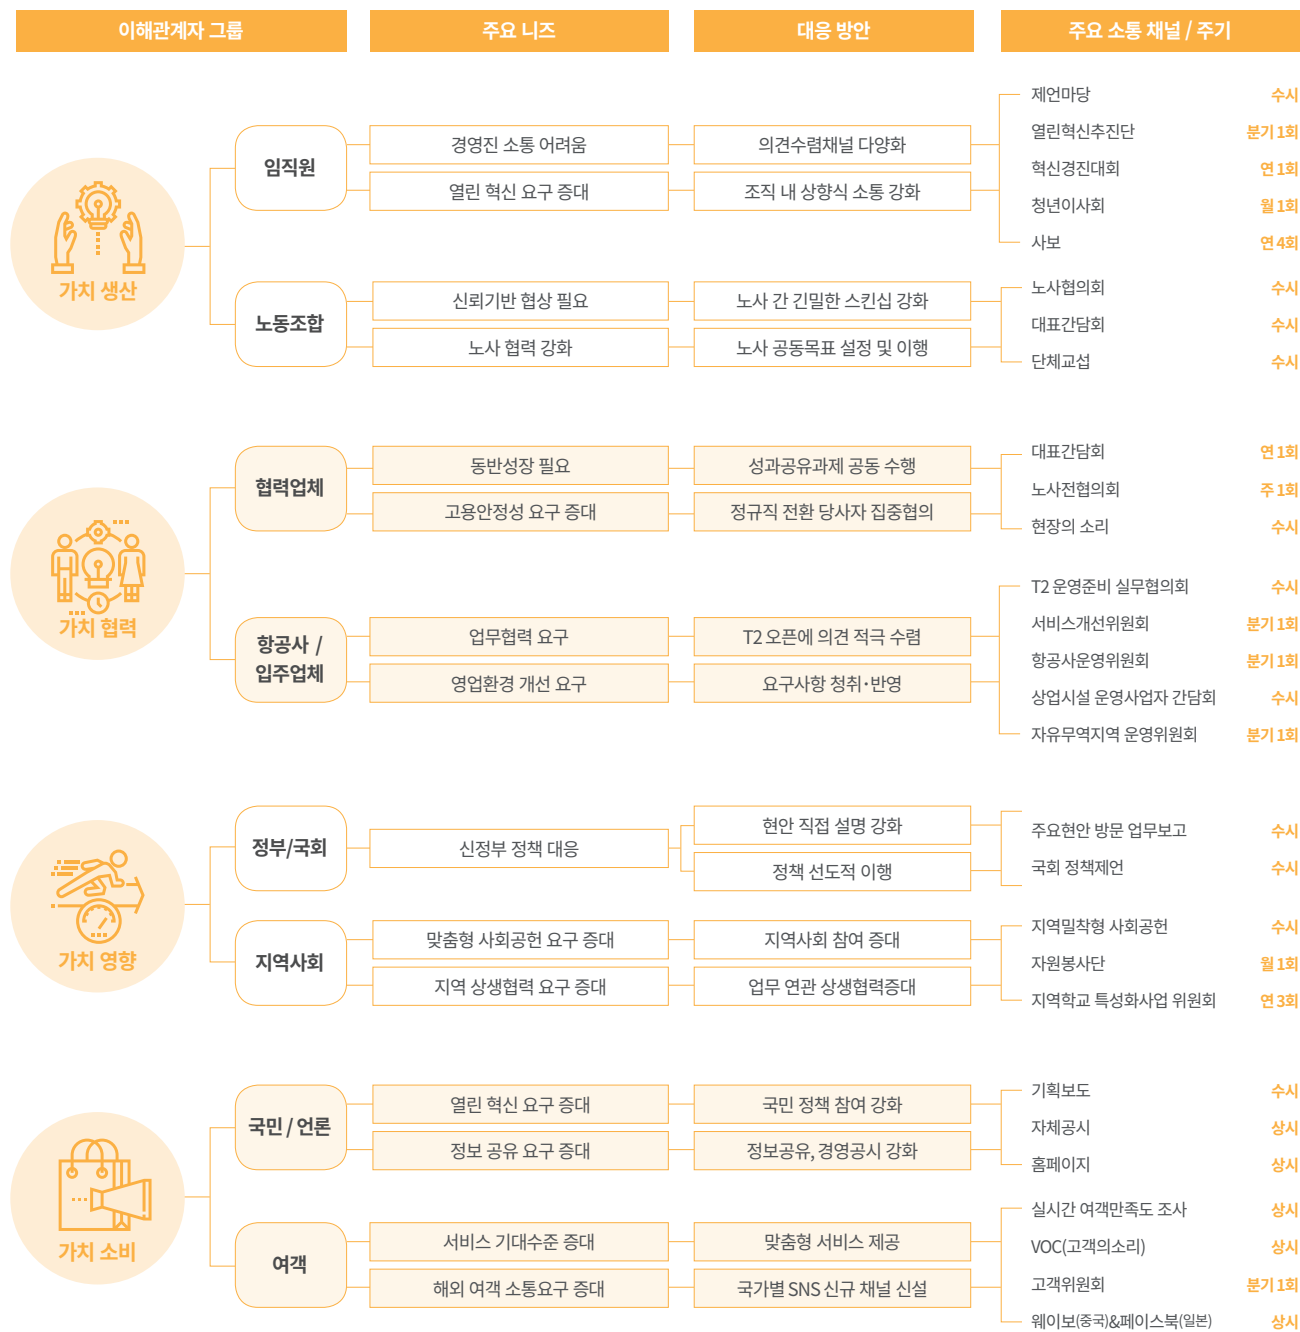 이해관계자 그룹
주요 니즈
대응 방안
주요 소통 채널 / 주기
가치 생산
임직원
경영진 소통 어려움
의견수렴채널 다양화
열린 혁신 요구 증대
조직 내 상향식 소통 강화
제언마당 수시
열린혁신추진단 분기 1회
혁신경진대회 연 1회
청년이사회 월 1회
사보 연 4회
노동조합
신뢰기반 협상 필요
노사 간 긴밀한 스킨십 강화
노사 협력 강화
노사 공동목표 설정 및 이행
노사협의회 수시
대표간담회 수시
단체교섭 수시
가치 협력
협력업체
동반성장 필요
성과공유과제 공동 수행
고용안정성 요구 증대
정규직 전환 당사자 집중협의
대표간담회 연 1회
노사전협의회 주 1회
현장의 소리 수시
항공사 /
입주업체
업무협력 요구
T2 오픈에 의견 적극 수렴
영업환경 개선 요구
요구사항 청취·반영
T2 운영준비 실무협의회 수시
서비스개선위원회 분기 1회
항공사운영위원회 분기 1회
상업시설 운영사업자 간담회 수시
자유무역지역 운영위원회 분기 1회
가치 영향
정부/국회
신정부 정책 대응
현안 직접 설명 강화
정책 선도적 이행
주요현안 방문 업무보고 수시
국회 정책제언 수시
지역사회
맞춤형 사회공헌 요구 증대
지역사회 참여 증대
지역 상생협력 요구 증대
업무 연관 상생협력증대
지역밀착형 사회공헌 수시
자원봉사단 월 1회
지역학교 특성화사업 위원회 연 3회
가치 소비
국민 / 언론
열린 혁신 요구 증대
국민 정책 참여 강화
정보 공유 요구 증대
정보공유, 경영공시 강화
기획보도 수시
자체공시 상시
홈페이지 상시
여객
서비스 기대수준 증대
맞춤형 서비스 제공
해외 여객 소통요구 증대
국가별 SNS 신규 채널 신설
실시간 여객만족도 조사 상시
VOC(고객의소리) 상시
고객위원회 분기 1회
웨이보(중국)&페이스북(일본) 상시